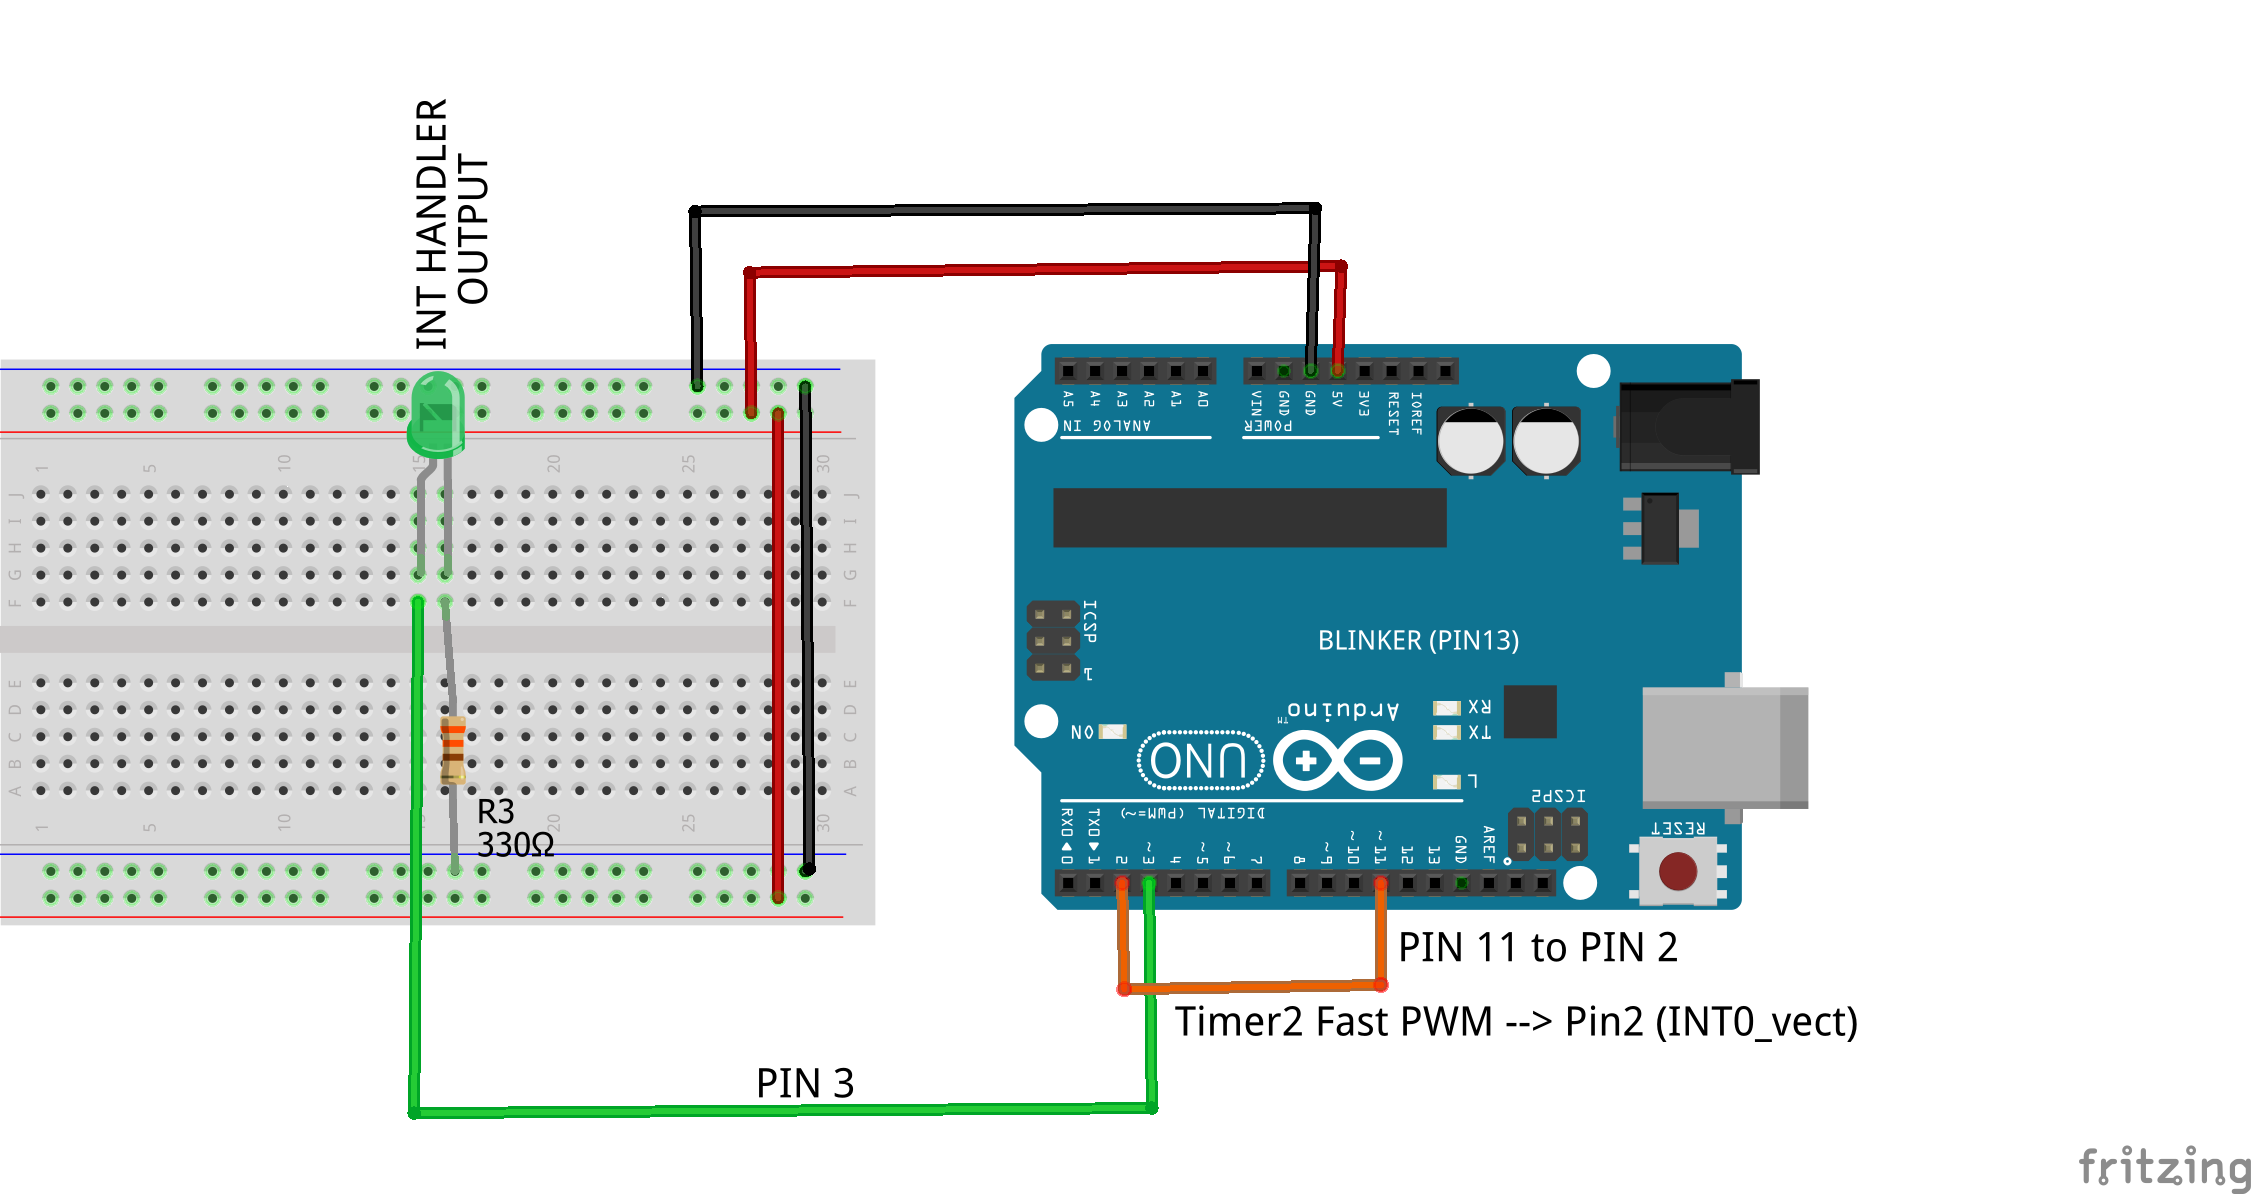 INT HANDLER
OUTPUT
1 5 10 15 20 25 30
J J
I I
H H
G G
F F
E E
D D
C C
B B
A A
1 5 10 15 20 25 30
R3
330Ω
A5 A4 A3 A2 A1 A0
VIN GND GND 5V 3V3 RESET IOREF
ANALOG IN
POWER
ICSP
1
BLINKER (PIN13)
Arduino™
UNO
ON
RX
TX
L
ICSP2
DIGITAL (PWM=~)
RX0◀0 TX0▶1 2 ~3 4 ~5 ~6 7 8 ~9 ~10 ~11 12 13 GND AREF
RESET
PIN 11 to PIN 2
Timer2 Fast PWM --> Pin2 (INT0_vect)
PIN 3
fritzing